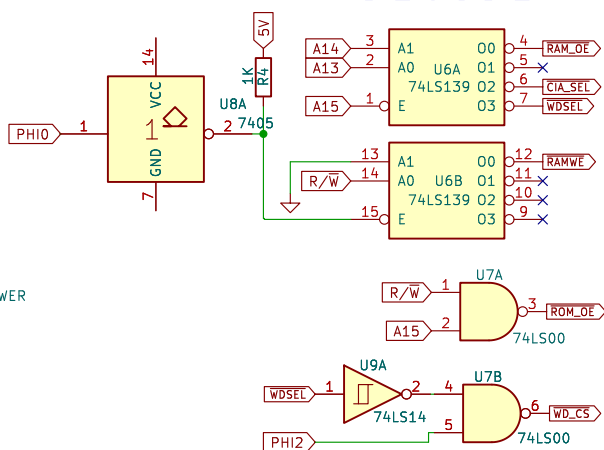 5V
14
VCC
1K
R4
U8A
7405
PHI0
1
1
2
GND
7
A14
3
A1
O0
4
RAM_OE
A13
2
A0
U6A
O1
5
74LS139
O2
6
CIA_SEL
A15
1
E
O3
7
WDSEL
13
A1
O0
12
RAMWE
R/W
14
A0
U6B
O1
11
74LS139
O2
10
15
E
O3
9
WER
U7A
R/W
1
3
ROM_OE
A15
2
74LS00
U9A
U7B
WDSEL
1
2
4
6
WD_CS
74LS14
5
74LS00
PHI2